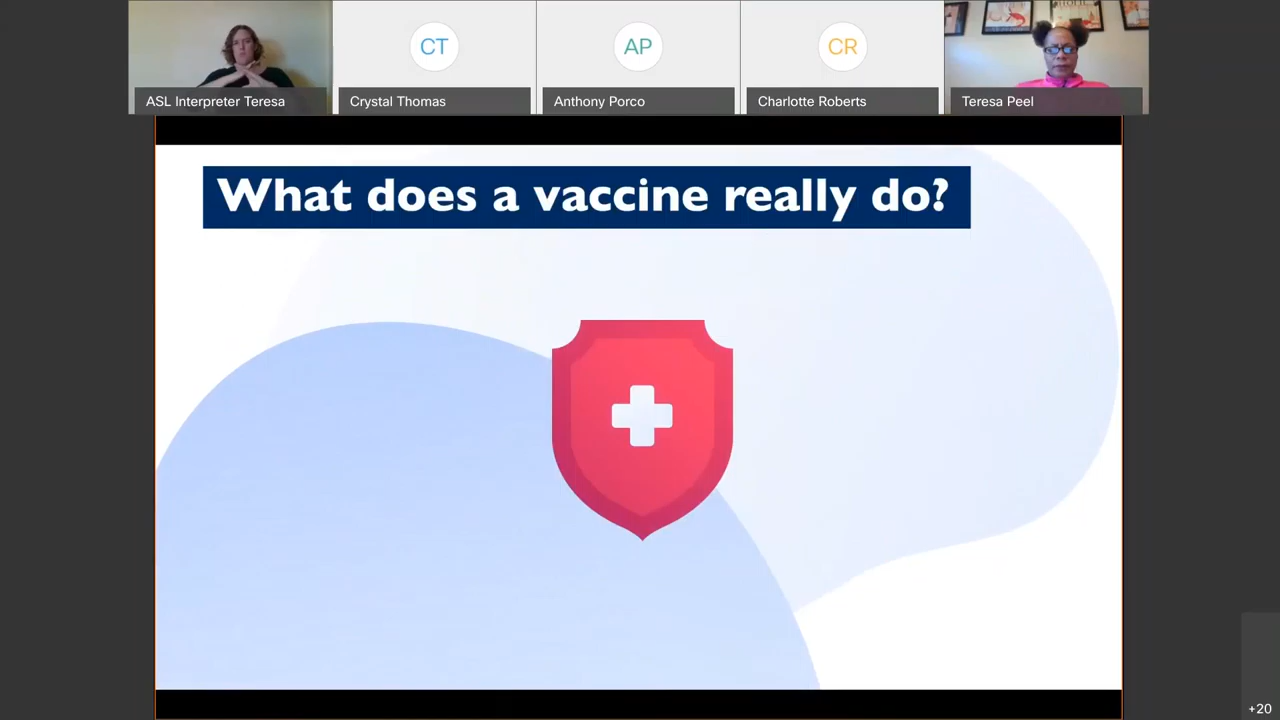 CT
AP
CR
ASL Interpreter Teresa
Crystal Thomas
Anthony Porco
Charlotte Roberts
Teresa Peel
What does a vaccine really do?
+20